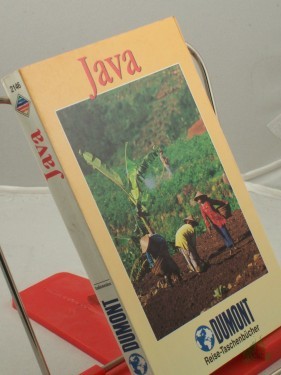 Java
DUMONT
Reise-Taschenbücher
2146
Java
DUMONT